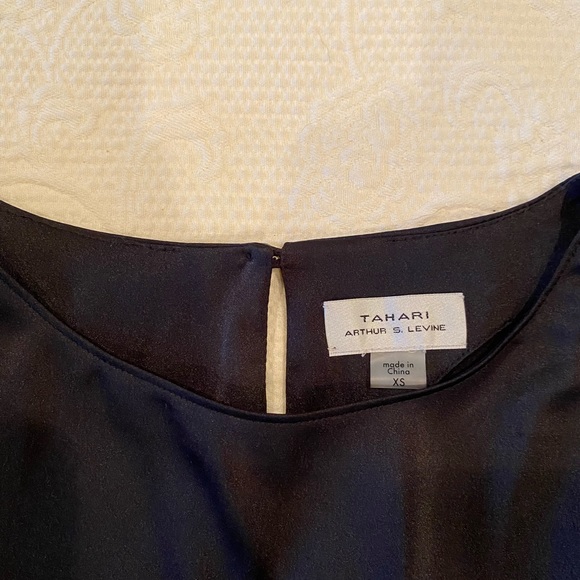 TAHARI
ARTHUR S. LEVINE
made in
China
XS